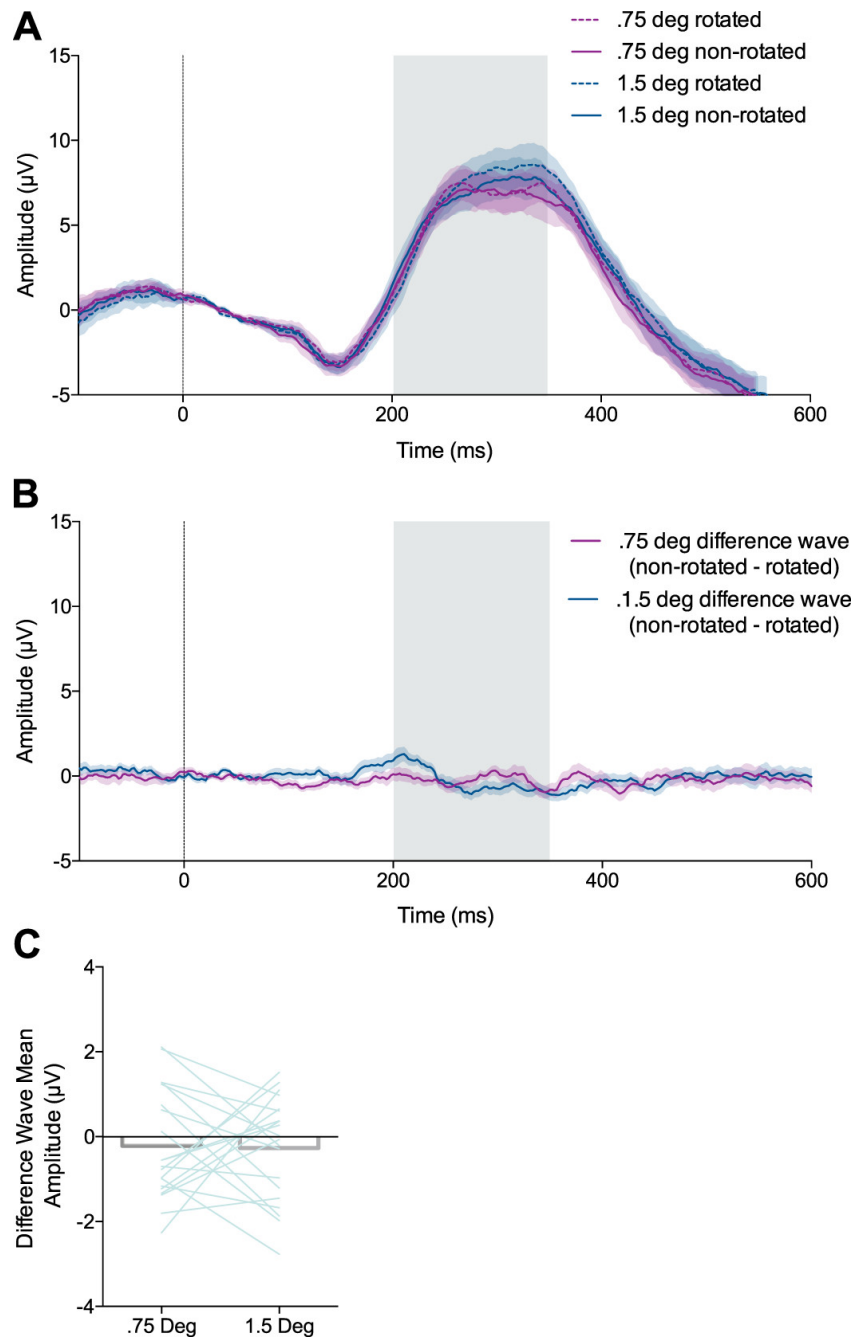 A
.75 deg rotated
.75 deg non-rotated
1.5 deg rotated
1.5 deg non-rotated
15
10
5
0
-5
Amplitude (µV)
0
200
400
600
Time (ms)
B
.75 deg difference wave
(non-rotated - rotated)
.1.5 deg difference wave
(non-rotated - rotated)
15
10
5
0
-5
Amplitude (µV)
0
200
400
600
Time (ms)
C
4
2
0
-2
-4
Difference Wave Mean
Amplitude (µV)
.75 Deg
1.5 Deg